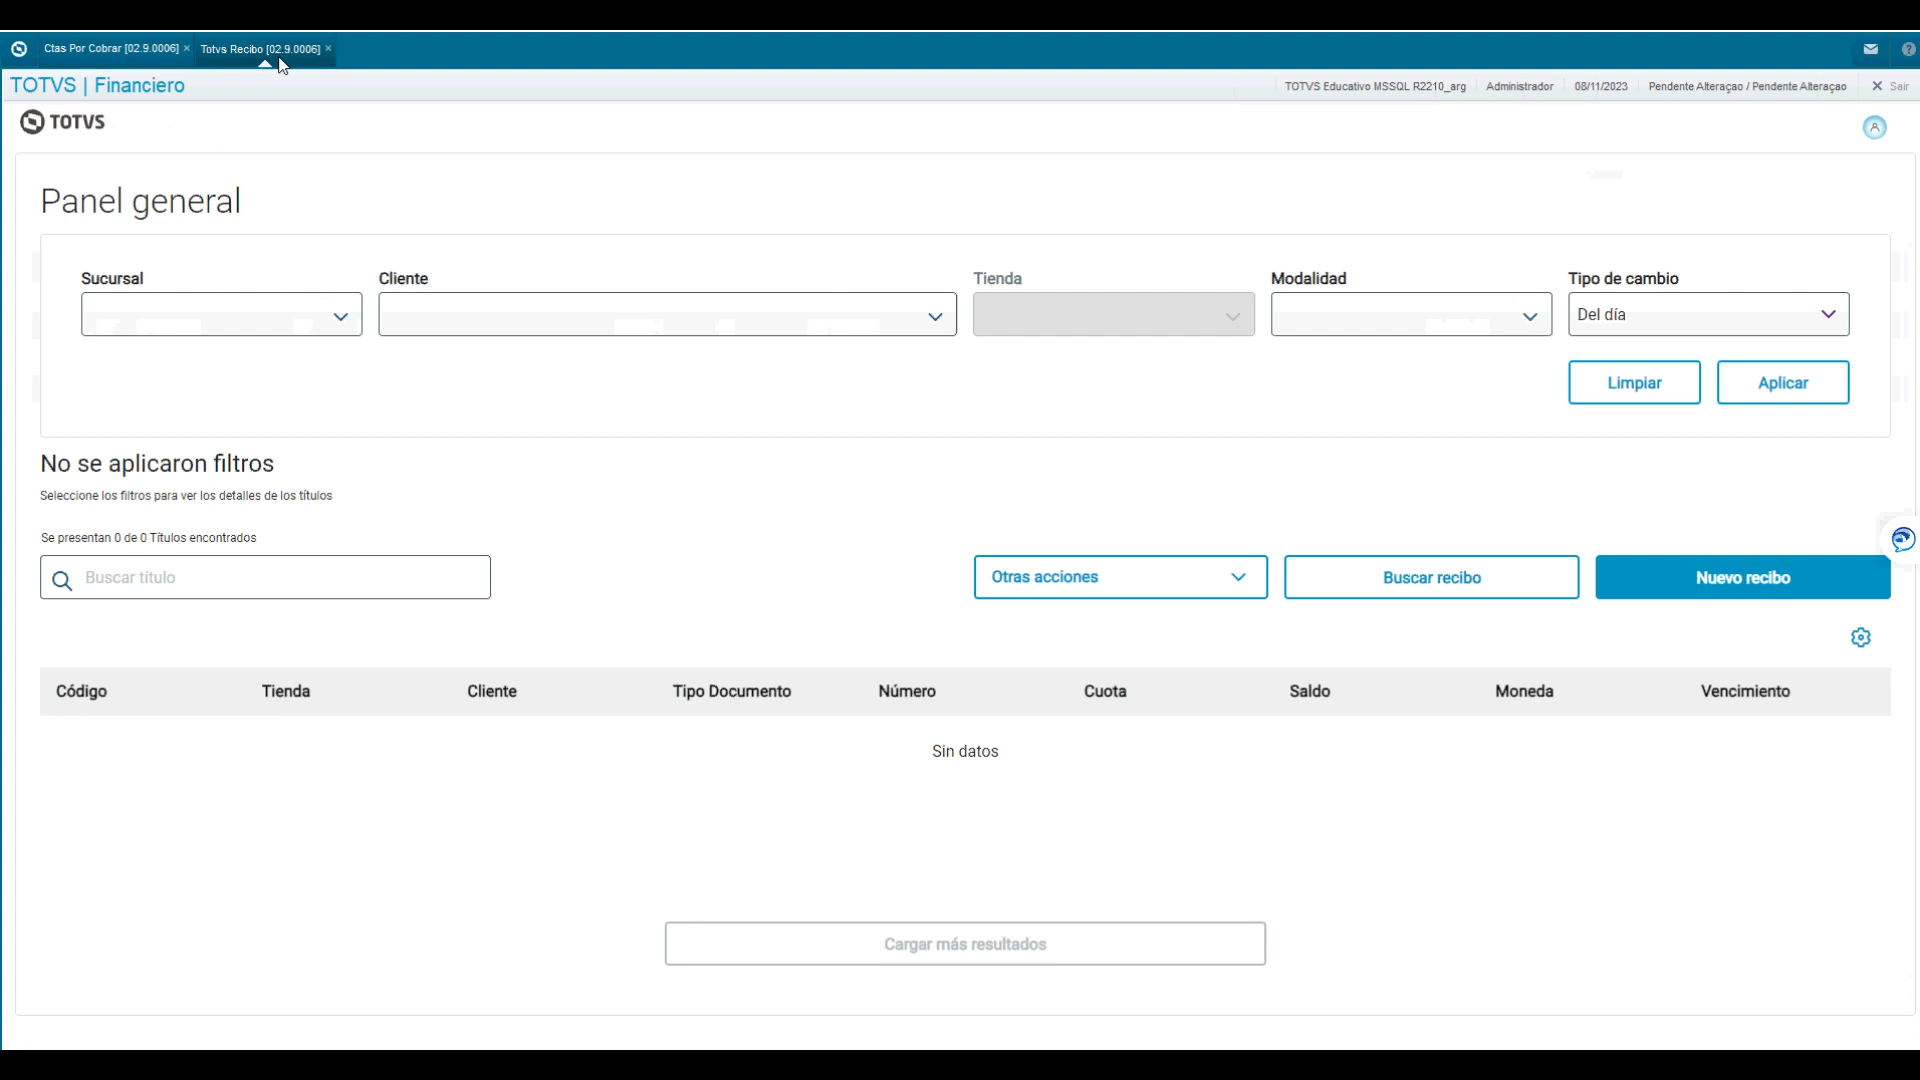 Ctas Por Cobrar [02.9.0006] × Totvs Recibo [02.9.0006] ×
TOTVS | Financiero TOTVS Educativo MSSQL R2210_arg Administrador 08/11/2023 Pendente Alteraçao / Pendente Alteraçao × Sair
TOTVS
Panel general
Sucursal Cliente Tienda Modalidad Tipo de cambio
Del día
Limpiar Aplicar
No se aplicaron filtros
Seleccione los filtros para ver los detalles de los títulos
Se presentan 0 de 0 Títulos encontrados
Buscar título Otras acciones Buscar recibo Nuevo recibo
Código Tienda Cliente Tipo Documento Número Cuota Saldo Moneda Vencimiento
Sin datos
Cargar más resultados